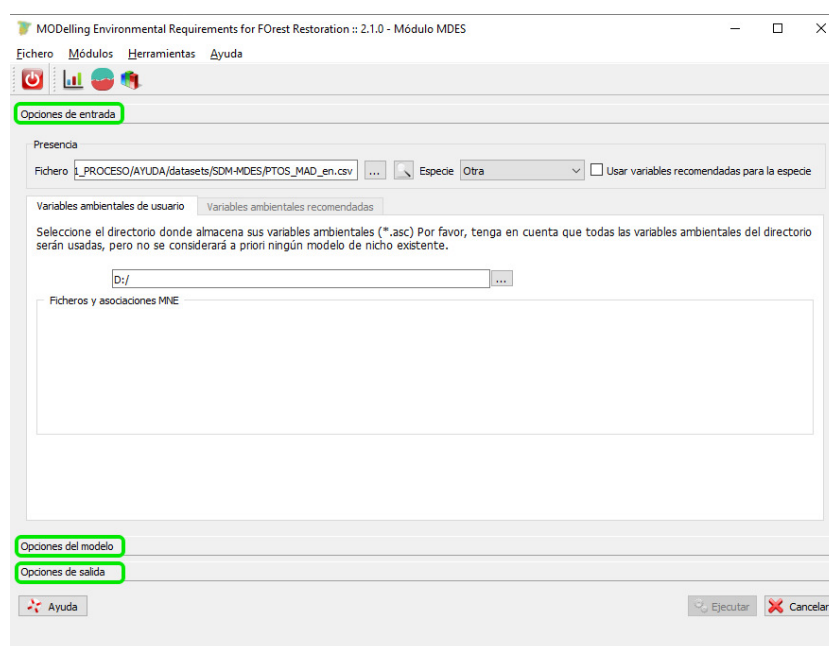 MODelling Environmental Requirements for FOrest Restoration :: 2.1.0 - Módulo MDES
Fichero Módulos Herramientas Ayuda
Opciones de entrada
Presencia
Fichero 1_PROCESO/AYUDA/datasets/SDM-MDES/PTOS_MAD_en.csv ... Especie Otra Usar variables recomendadas para la especie
Variables ambientales de usuario Variables ambientales recomendadas
Seleccione el directorio donde almacena sus variables ambientales (*.asc) Por favor, tenga en cuenta que todas las variables ambientales del directorio
serán usadas, pero no se considerará a priori ningún modelo de nicho existente.
D:/ ...
Ficheros y asociaciones MNE
Opciones del modelo
Opciones de salida
Ayuda Ejecutar Cancelar